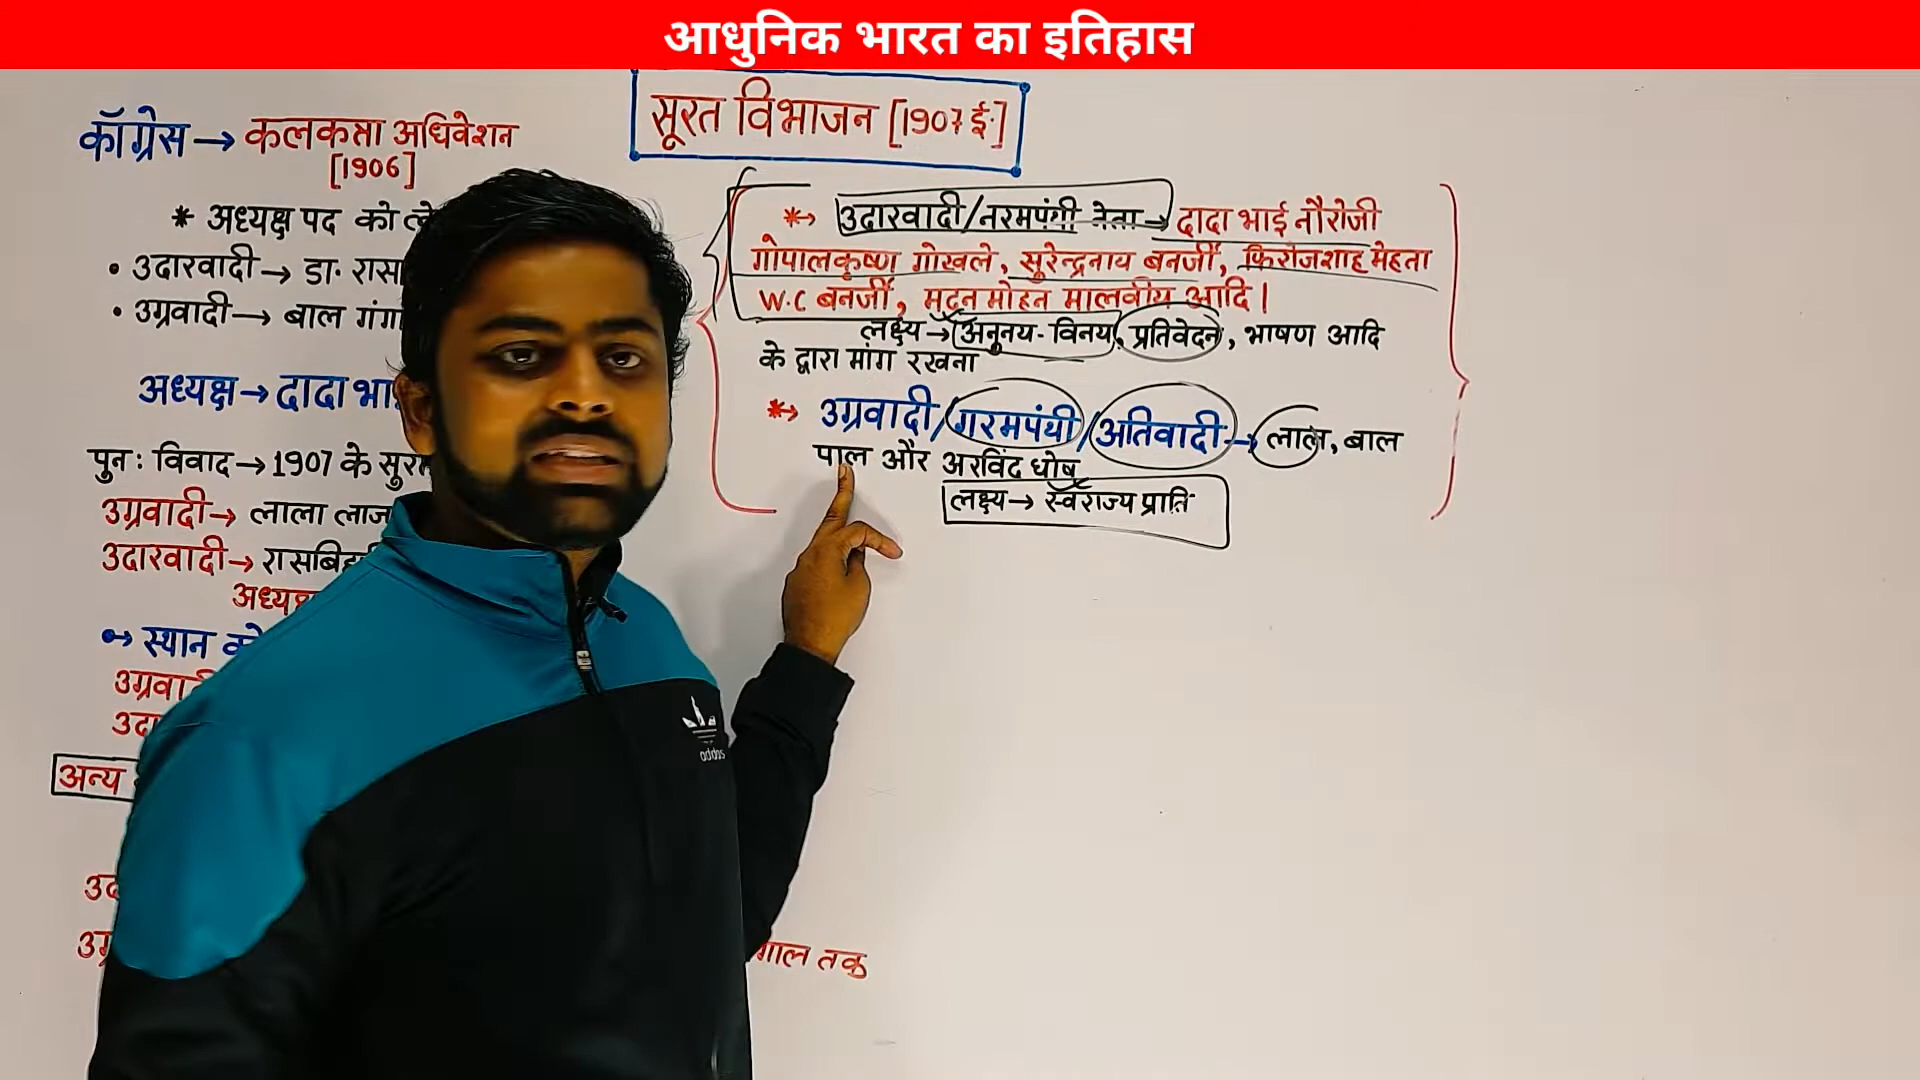 आधुनिक भारत का इतिहास
सूरत विभाजन [1907 ई.]
काँग्रेस → कलकत्ता अधिवेशन
[1906]
* अध्यक्ष पद को ले
• उदारवादी → डा. रास
• उग्रवादी → बाल गंगा
अध्यक्ष → दादा भा
पुन: विवाद → 1907 के सूर
उग्रवादी → लाला लाज
उदारवादी → रासबिहा
अध्यक्ष
→ स्थान को
उग्रवा
उदा
अन्य
उद
उग्र
गाल तक
*→ उदारवादी/नरमपंथी नेता → दादा भाई नौरोजी
गोपालकृष्ण गोखले, सुरेन्द्रनाथ बनर्जी, फिरोजशाह मेहता
W.C बनर्जी, मदन मोहन मालवीय आदि।
लक्ष्य → अनुनय-विनय, प्रतिवेदन, भाषण आदि
के द्वारा मांग रखना
*→ उग्रवादी/गरमपंथी/अतिवादी → लाल, बाल
पाल और अरविंद घोष
लक्ष्य → स्वराज्य प्राप्ति
adidas